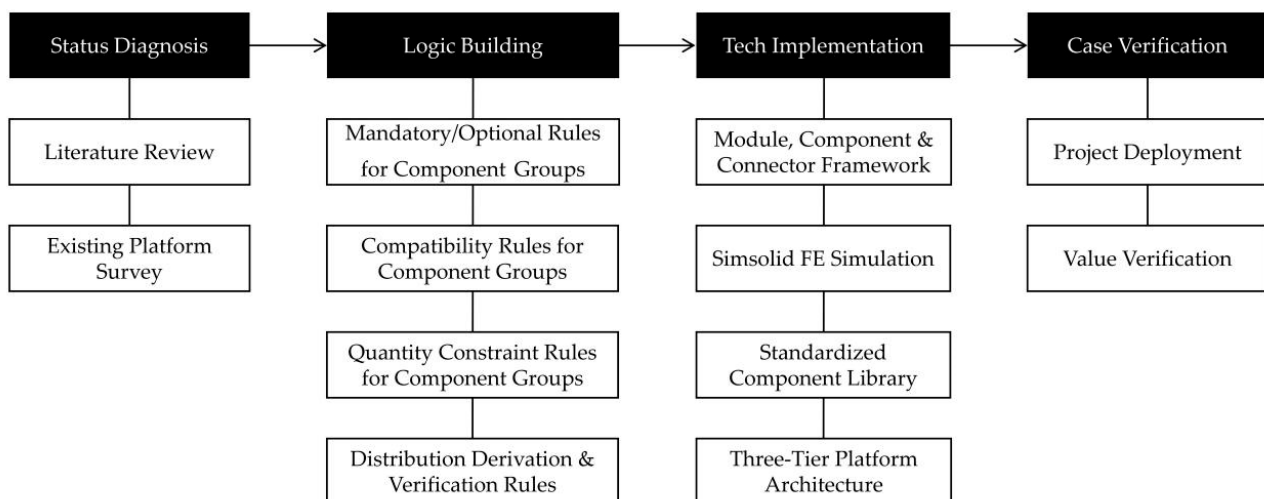 Status Diagnosis
Literature Review
Existing Platform
Survey
Logic Building
Mandatory/Optional Rules
for Component Groups
Compatibility Rules for
Component Groups
Quantity Constraint Rules
for Component Groups
Distribution Derivation &
Verification Rules
Tech Implementation
Module, Component &
Connector Framework
Simsolid FE Simulation
Standardized
Component Library
Three-Tier Platform
Architecture
Case Verification
Project Deployment
Value Verification